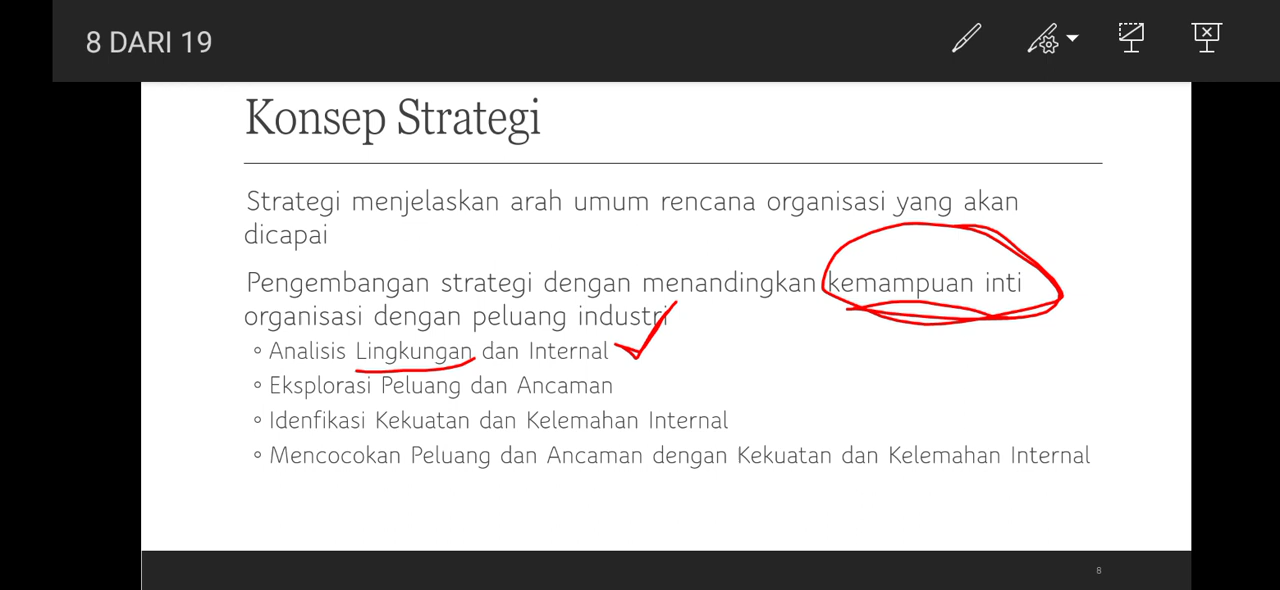 8 DARI 19
Konsep Strategi
Strategi menjelaskan arah umum rencana organisasi yang akan
dicapai
Pengembangan strategi dengan menandingkan kemampuan inti
organisasi dengan peluang industri
◦ Analisis Lingkungan dan Internal
◦ Eksplorasi Peluang dan Ancaman
◦ Idenfikasi Kekuatan dan Kelemahan Internal
◦ Mencocokan Peluang dan Ancaman dengan Kekuatan dan Kelemahan Internal
8